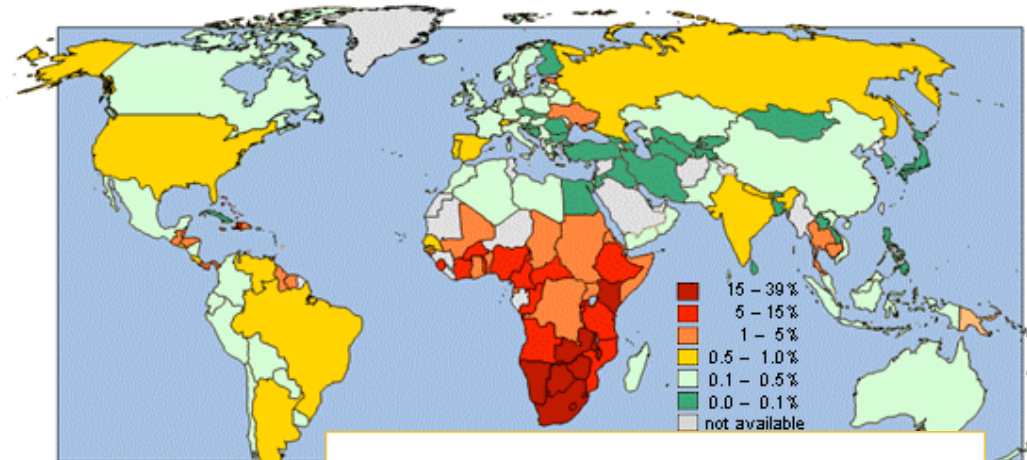 15 – 39%
5 – 15%
1 – 5%
0.5 – 1.0%
0.1 – 0.5%
0.0 – 0.1%
not available